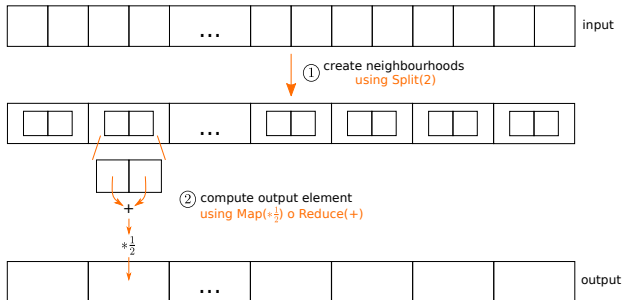 ...
input
① create neighbourhoods
using Split(2)
...
② compute output element
using Map(*½) o Reduce(+)
+
*½
...
output